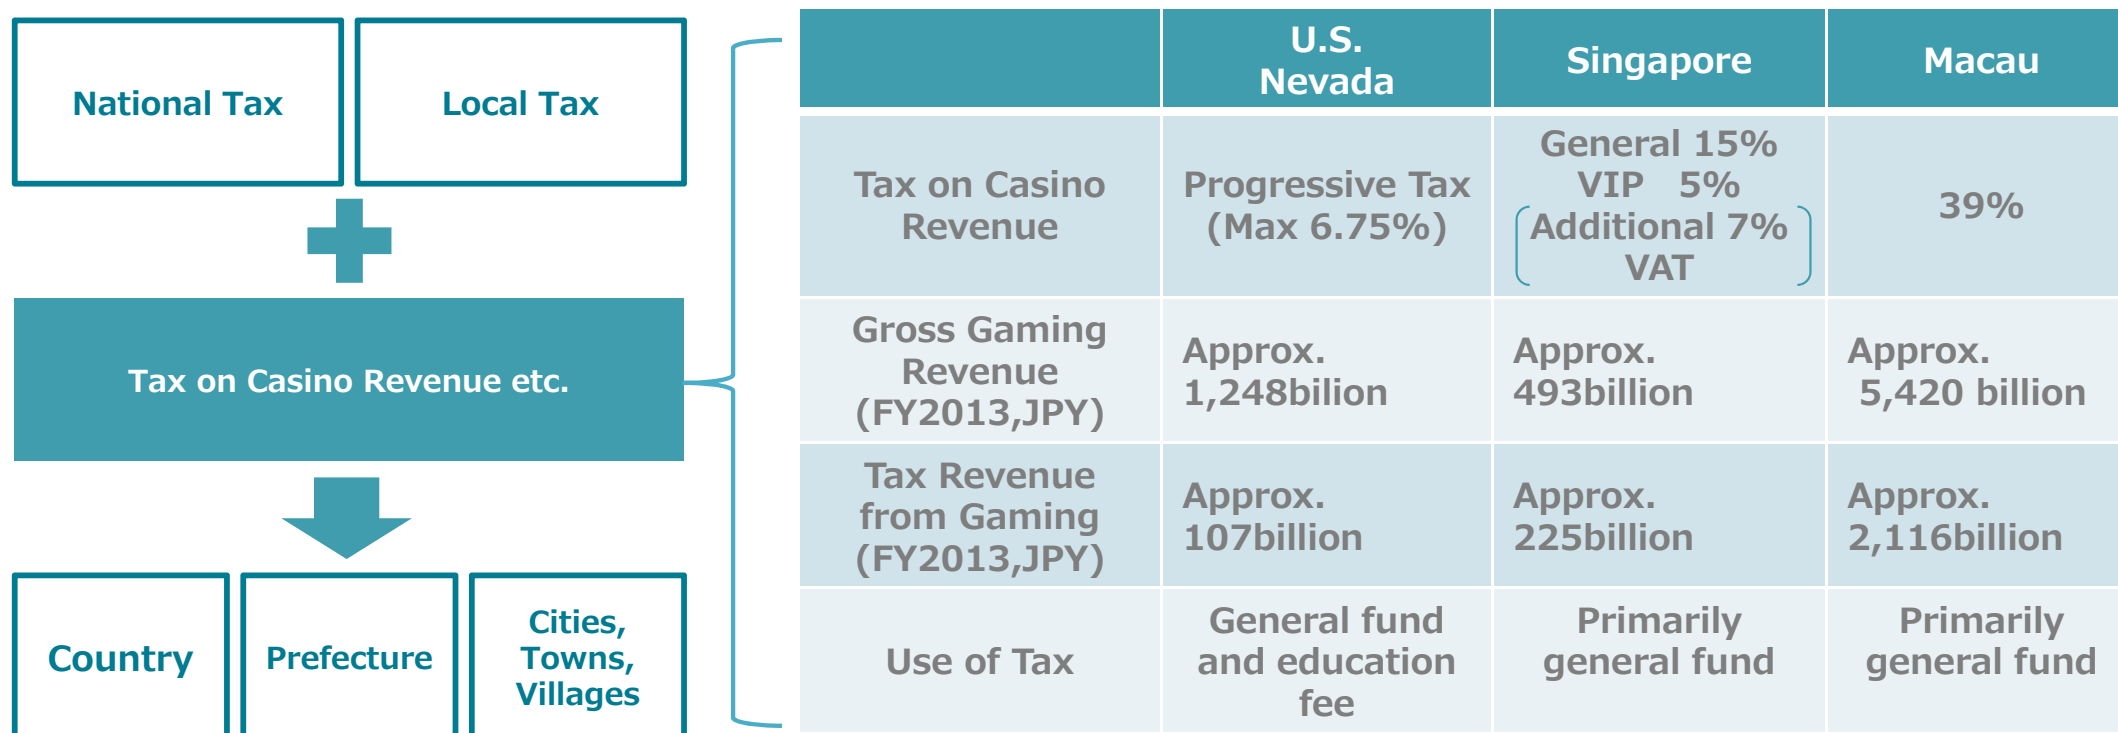 National Tax
Local Tax
Tax on Casino Revenue etc.
Country
Prefecture
Cities,
Towns,
Villages
U.S.
Nevada
Singapore
Macau
Tax on Casino
Revenue
Progressive Tax
(Max 6.75%)
General 15%
VIP 5%
Additional 7%
VAT
39%
Gross Gaming
Revenue
(FY2013,JPY)
Approx.
1,248bilion
Approx.
493billion
Approx.
5,420 billion
Tax Revenue
from Gaming
(FY2013,JPY)
Approx.
107billion
Approx.
225billion
Approx.
2,116billion
Use of Tax
General fund
and education
fee
Primarily
general fund
Primarily
general fund